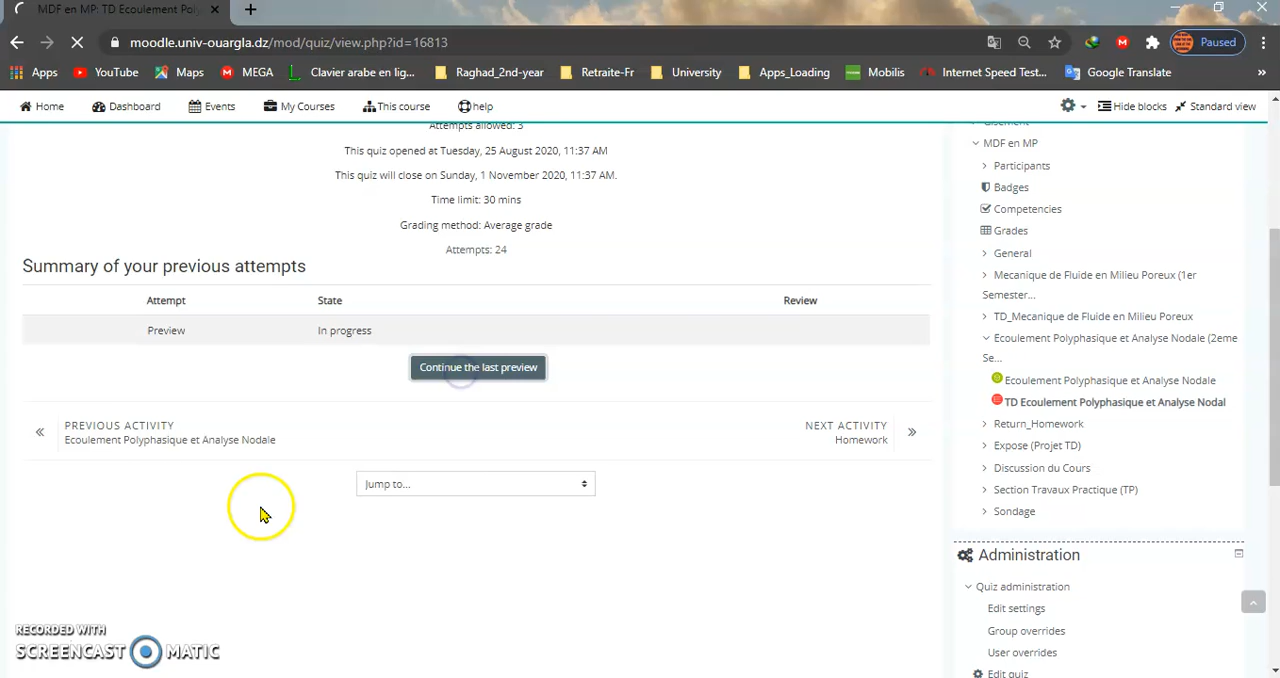 MDF en MP: TD Ecoulement Pol
moodle.univ-ouargla.dz/mod/quiz/view.php?id=16813
Paused
Apps YouTube Maps MEGA Clavier arabe en lig... Raghad_2nd-year Retraite-Fr University Apps_Loading Mobilis Internet Speed Test... Google Translate
Home Dashboard Events My Courses This course help Hide blocks Standard view
Attempts allowed: 3
This quiz opened at Tuesday, 25 August 2020, 11:37 AM
This quiz will close on Sunday, 1 November 2020, 11:37 AM.
Time limit: 30 mins
Grading method: Average grade
Attempts: 24
Summary of your previous attempts
Attempt State Review
Preview In progress
Continue the last preview
PREVIOUS ACTIVITY
Ecoulement Polyphasique et Analyse Nodale
NEXT ACTIVITY
Homework
Jump to...
MDF en MP
Participants
Badges
Competencies
Grades
General
Mecanique de Fluide en Milieu Poreux (1er
Semester...
TD_Mecanique de Fluide en Milieu Poreux
Ecoulement Polyphasique et Analyse Nodale (2eme
Se...
Ecoulement Polyphasique et Analyse Nodale
TD Ecoulement Polyphasique et Analyse Nodal
Return_Homework
Expose (Projet TD)
Discussion du Cours
Section Travaux Practique (TP)
Sondage
Administration
Quiz administration
Edit settings
Group overrides
User overrides
Edit quiz
RECORDED WITH
SCREENCAST MATIC